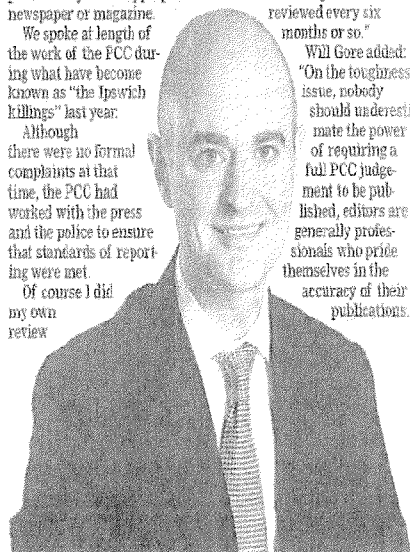 newspaper or magazine.
We spoke at length of
the work of the PCC dur-
ing what have become
known as "the Ipswich
killings" last year.
Although
there were no formal
complaints at that
time, the PCC had
worked with the press
and the police to ensure
that standards of report-
ing were met.
Of course I did
my own
review
reviewed every six
months or so."
Will Gore added:
"On the toughness
issue, nobody
should underesti
mate the power
of requiring a
full PCC judge-
ment to be pub-
lished, editors are
generally profes-
sionals who pride
themselves in the
accuracy of their
publications.